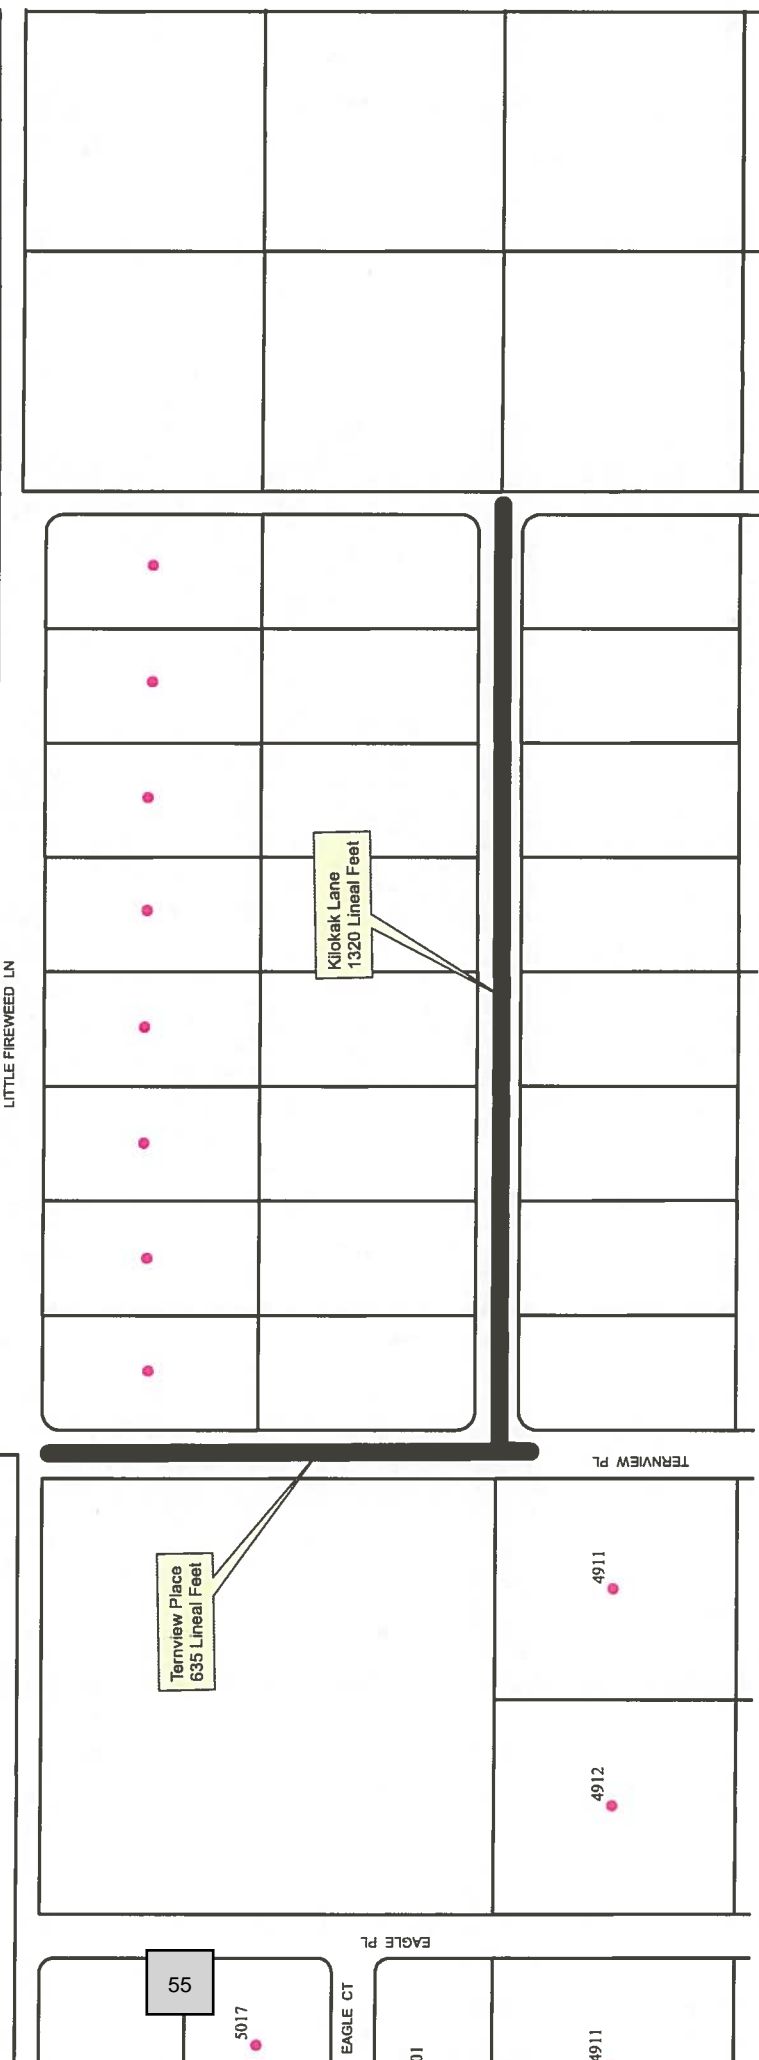 LITTLE FIREWEED LN
Kilokak Lane
1320 Lineal Feet
TERNVIEW PL
Ternview Place
635 Lineal Feet
4911
4912
EAGLE PL
55
5017
EAGLE CT
01
4911